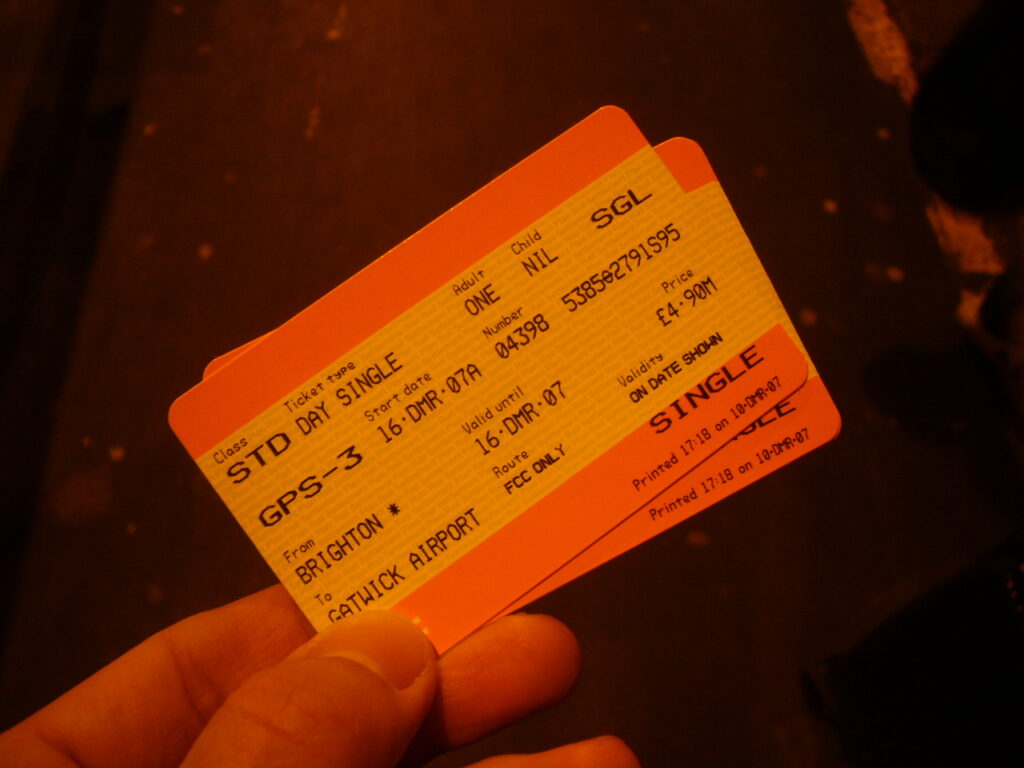 Class Ticket type Adult Child
STD DAY SINGLE ONE NIL SGL
Start date Number
GPS-3 16·DMR·07A 04398 538502791S95
From Valid until Price
BRIGHTON * 16·DMR·07 £4·90M
To Route Validity
GATWICK AIRPORT FCC ONLY ON DATE SHOWN
SINGLE
Printed 17:18 on 10·DMR·07
GLE
Printed 17:18 on 10·DMR·07